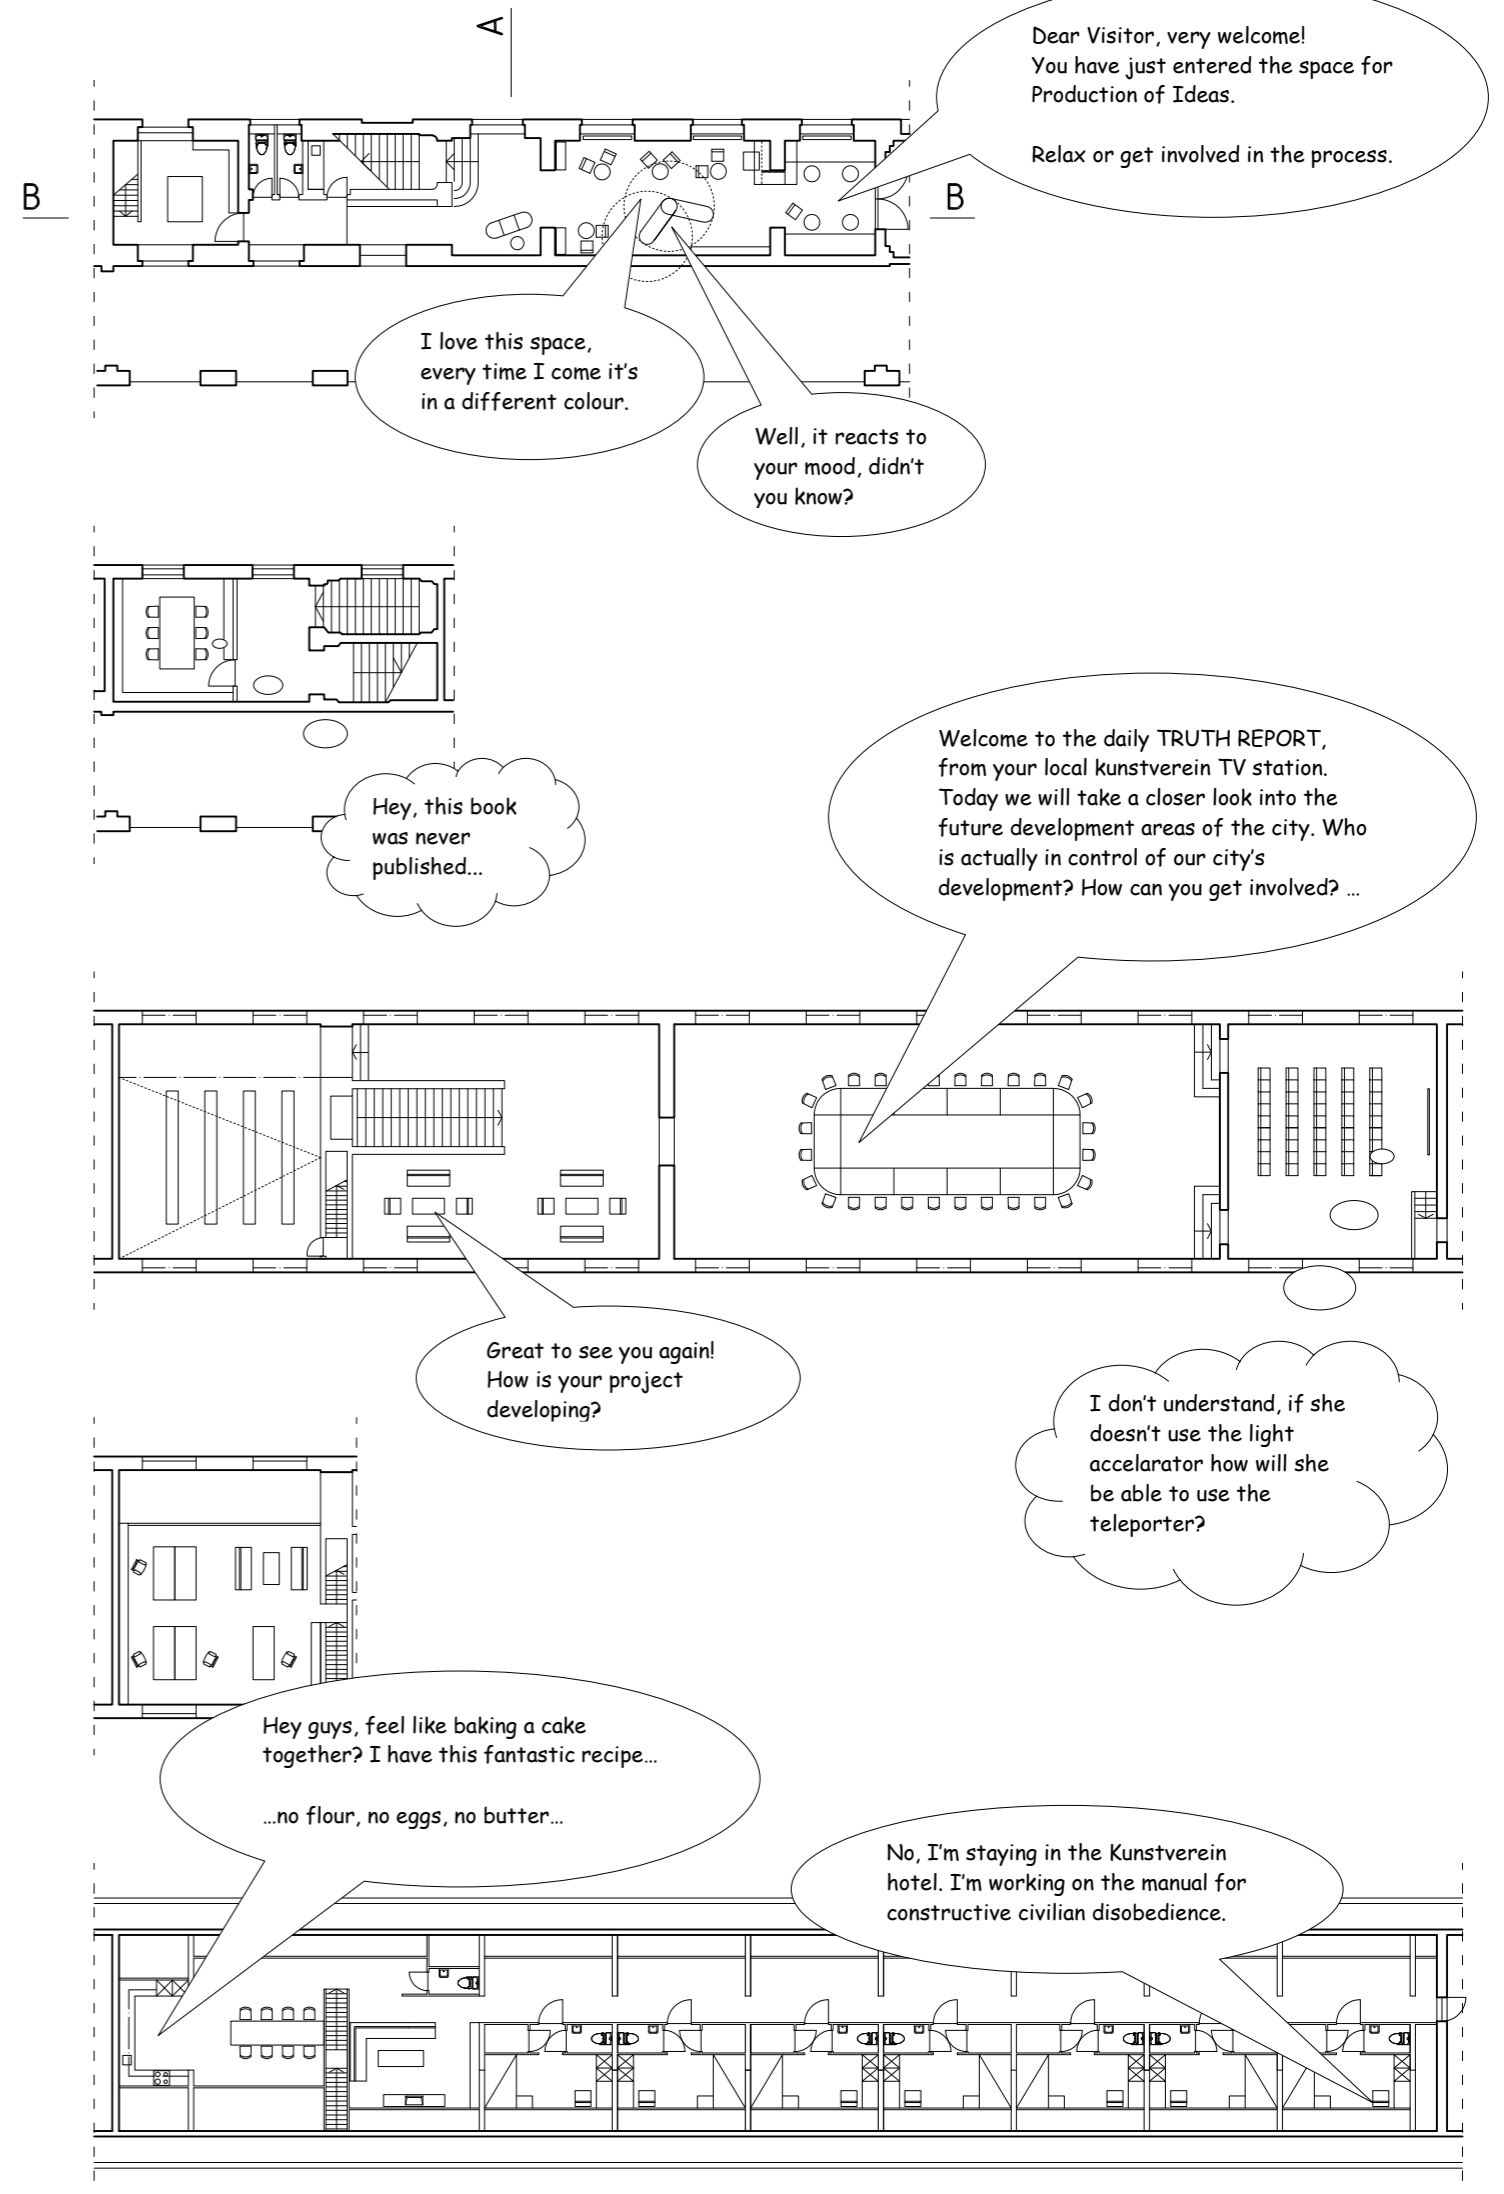 A
Dear Visitor, very welcome!
You have just entered the space for
Production of Ideas.
Relax or get involved in the process.
B
B
I love this space,
every time I come it's
in a different colour.
Well, it reacts to
your mood, didn't
you know?
Hey, this book
was never
published...
Welcome to the daily TRUTH REPORT,
from your local kunstverein TV station.
Today we will take a closer look into the
future development areas of the city. Who
is actually in control of our city's
development? How can you get involved? ...
Great to see you again!
How is your project
developing?
I don't understand, if she
doesn't use the light
accelarator how will she
be able to use the
teleporter?
Hey guys, feel like baking a cake
together? I have this fantastic recipe...
...no flour, no eggs, no butter...
No, I'm staying in the Kunstverein
hotel. I'm working on the manual for
constructive civilian disobedience.